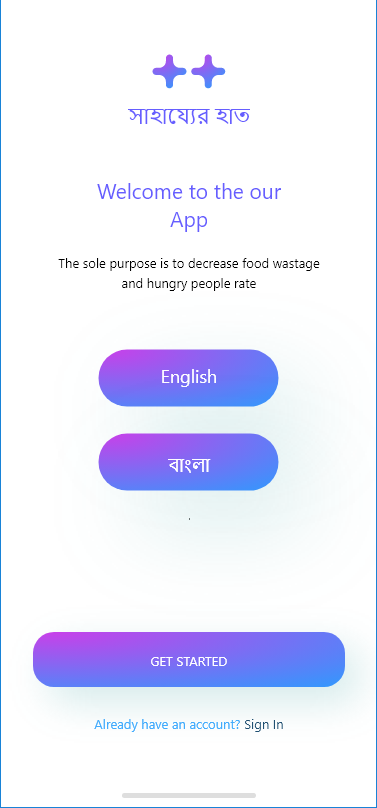 সাহায্যের হাত
Welcome to the our
App
The sole purpose is to decrease food wastage
and hungry people rate
English
বাংলা
.
GET STARTED
Already have an account? Sign In